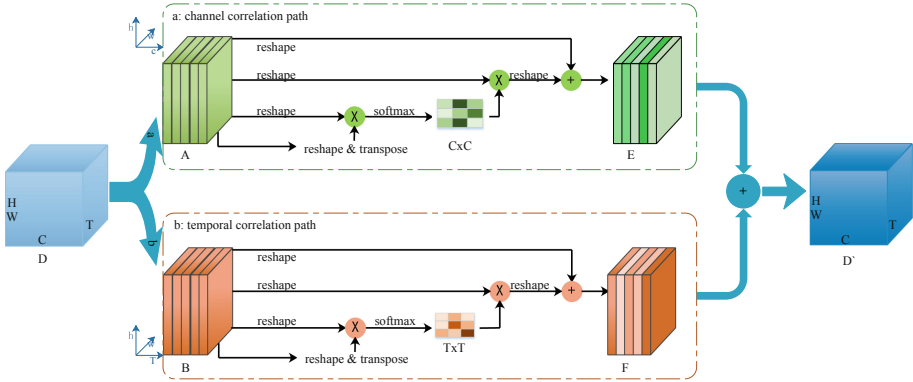 a: channel correlation path
h
w
c
reshape
reshape
X
reshape
+
reshape
X
softmax
reshape & transpose
CxC
A
E
a
H
W
T
C
D
+
H
W
T
C
D`
b
b: temporal correlation path
reshape
reshape
X
reshape
+
reshape
X
softmax
reshape & transpose
TxT
h
w
T
B
F